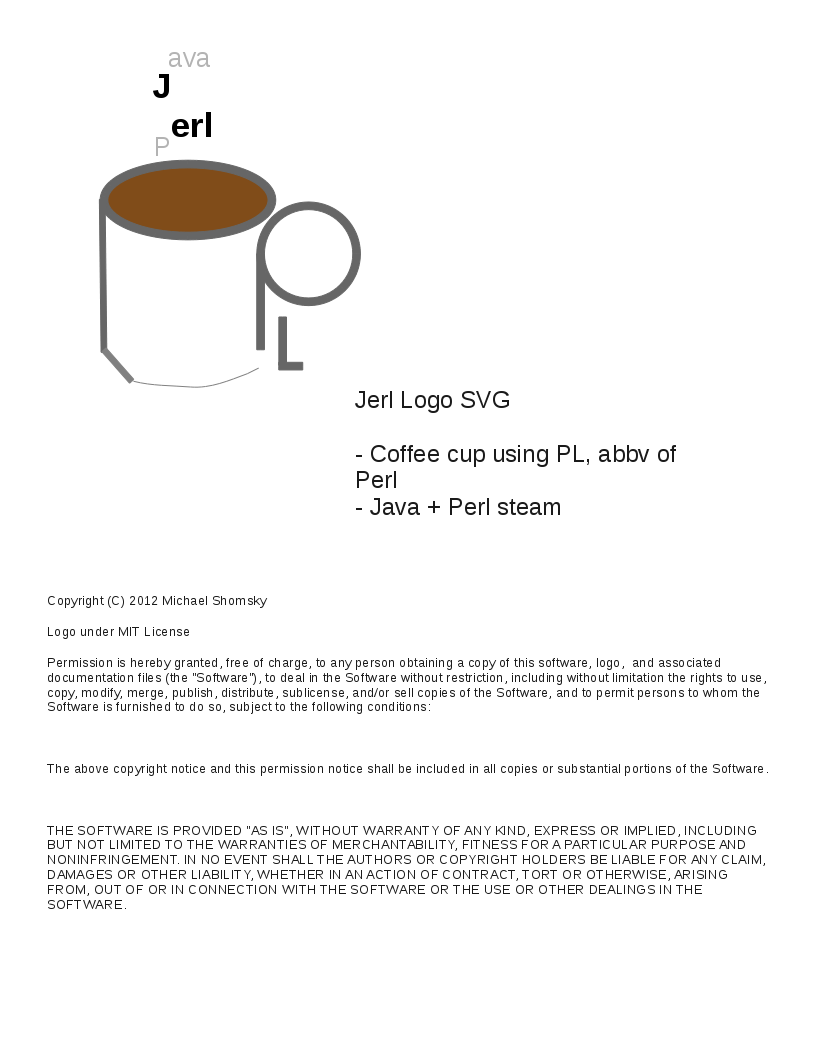 ava
J
erl
P
L
Jerl Logo SVG
- Coffee cup using PL, abbv of
Perl
- Java + Perl steam
Copyright (C) 2012 Michael Shomsky
Logo under MIT License
Permission is hereby granted, free of charge, to any person obtaining a copy of this software, logo, and associated
documentation files (the "Software"), to deal in the Software without restriction, including without limitation the rights to use,
copy, modify, merge, publish, distribute, sublicense, and/or sell copies of the Software, and to permit persons to whom the
Software is furnished to do so, subject to the following conditions:
The above copyright notice and this permission notice shall be included in all copies or substantial portions of the Software.
THE SOFTWARE IS PROVIDED "AS IS", WITHOUT WARRANTY OF ANY KIND, EXPRESS OR IMPLIED, INCLUDING
BUT NOT LIMITED TO THE WARRANTIES OF MERCHANTABILITY, FITNESS FOR A PARTICULAR PURPOSE AND
NONINFRINGEMENT. IN NO EVENT SHALL THE AUTHORS OR COPYRIGHT HOLDERS BE LIABLE FOR ANY CLAIM,
DAMAGES OR OTHER LIABILITY, WHETHER IN AN ACTION OF CONTRACT, TORT OR OTHERWISE, ARISING
FROM, OUT OF OR IN CONNECTION WITH THE SOFTWARE OR THE USE OR OTHER DEALINGS IN THE
SOFTWARE.